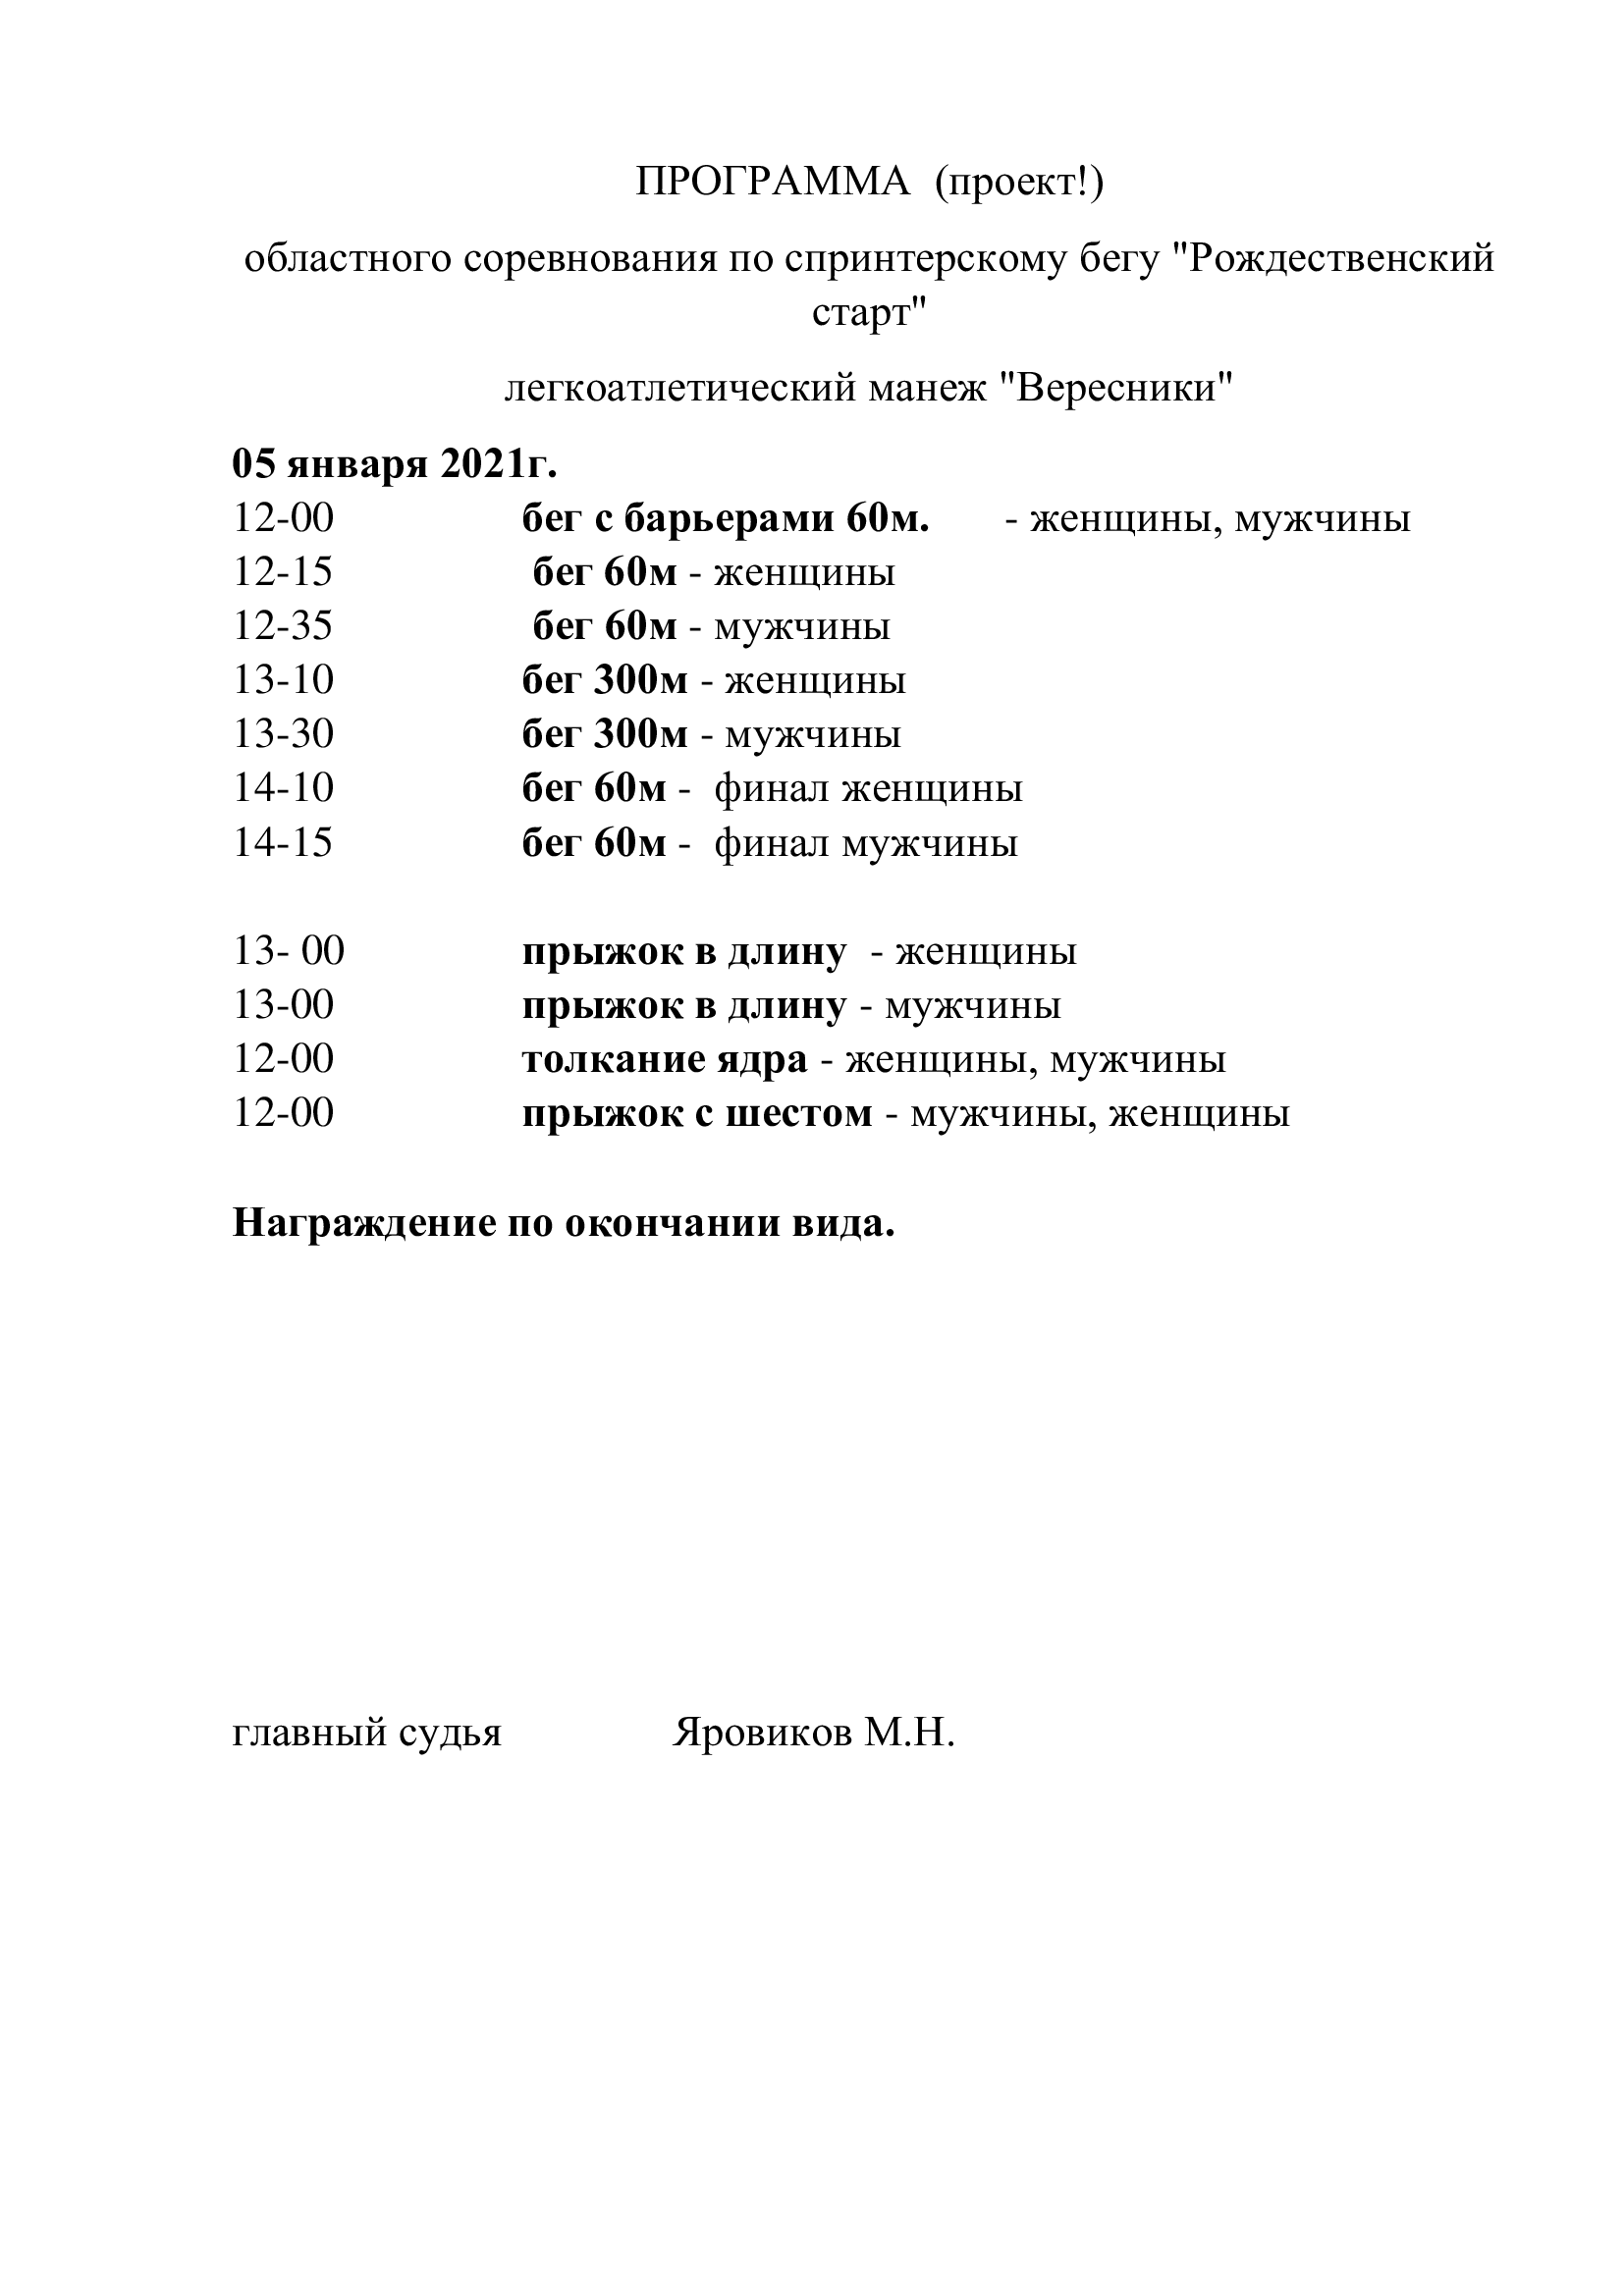 ПРОГРАММА (проект!)
областного соревнования по спринтерскому бегу "Рождественский
старт"
легкоатлетический манеж "Вересники"
05 января 2021г.
12-00 бег с барьерами 60м. - женщины, мужчины
12-15 бег 60м - женщины
12-35 бег 60м - мужчины
13-10 бег 300м - женщины
13-30 бег 300м - мужчины
14-10 бег 60м - финал женщины
14-15 бег 60м - финал мужчины
13- 00 прыжок в длину - женщины
13-00 прыжок в длину - мужчины
12-00 толкание ядра - женщины, мужчины
12-00 прыжок с шестом - мужчины, женщины
Награждение по окончании вида.
главный судья Яровиков М.Н.